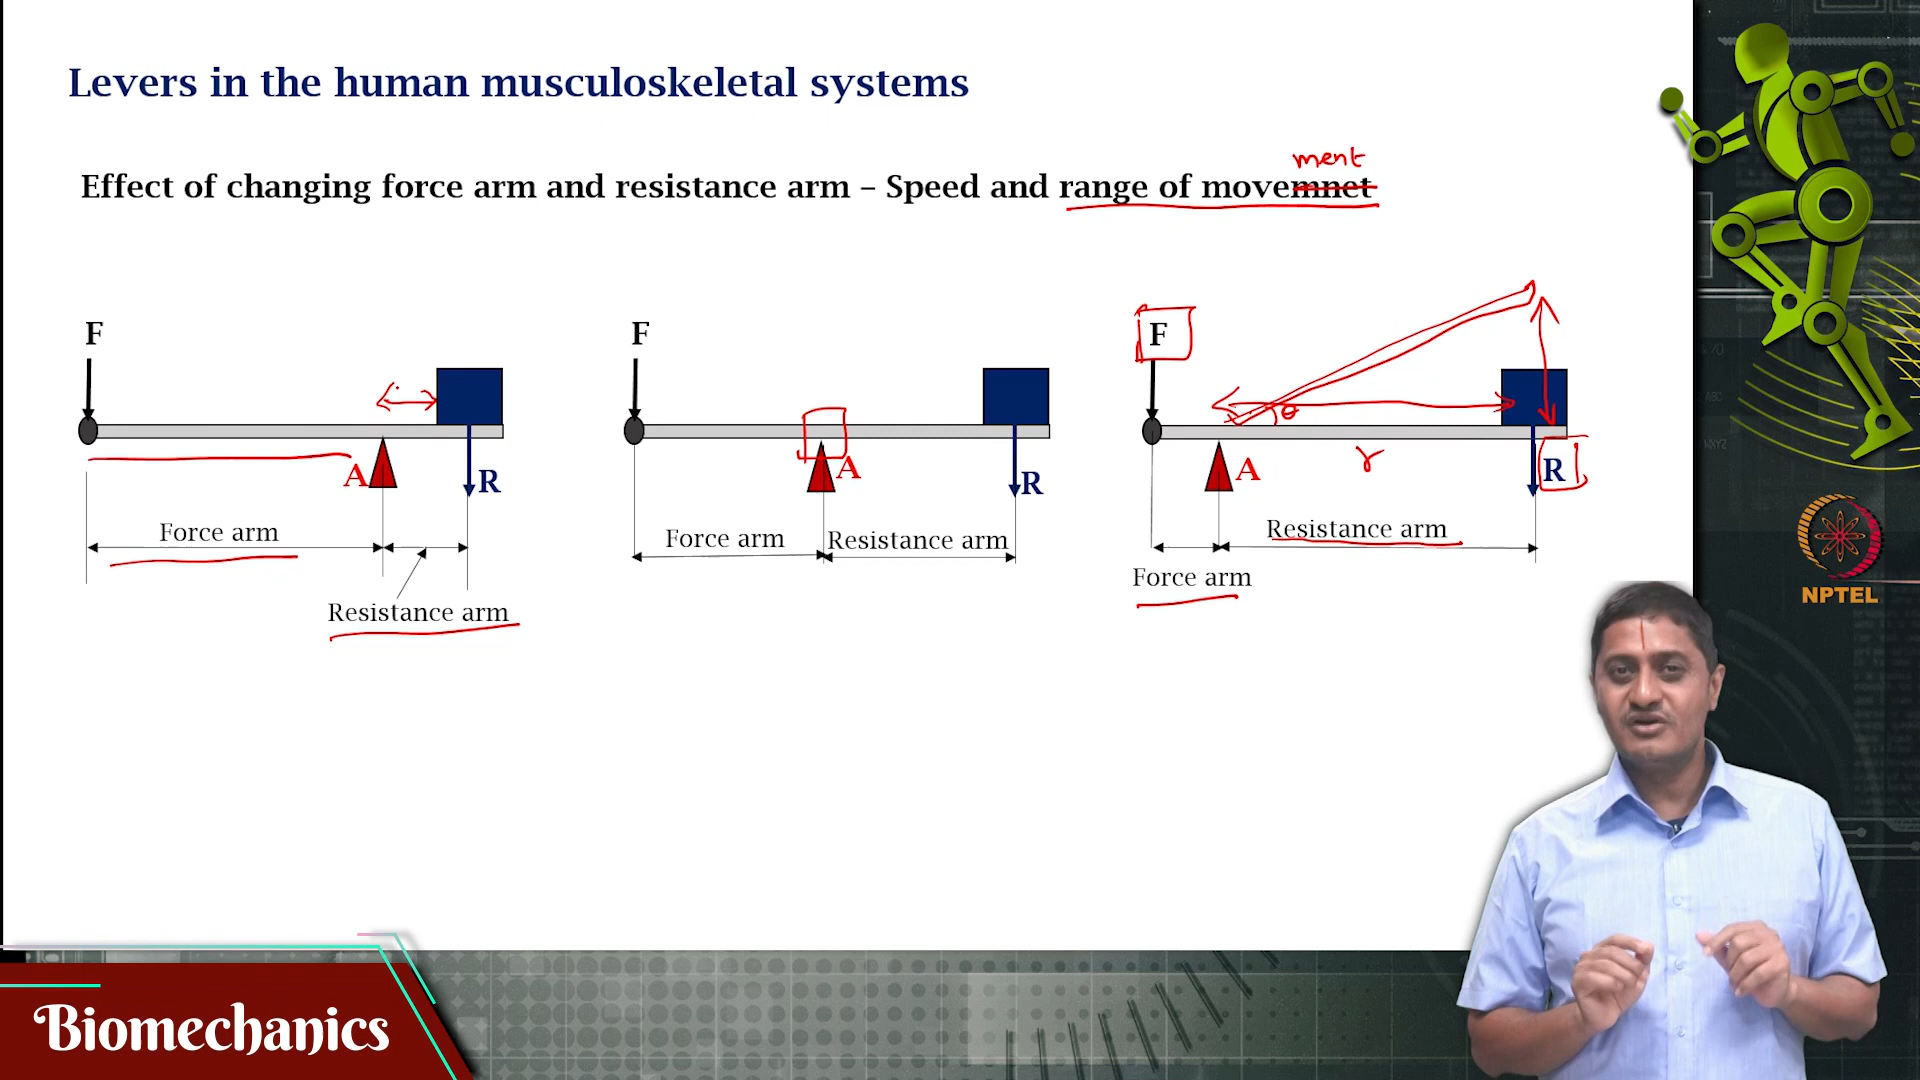 Levers in the human musculoskeletal systems
ment
Effect of changing force arm and resistance arm – Speed and range of movemnet
F
F
F
θ
A
R
A
R
A
r
R
Force arm
Resistance arm
Force arm
Resistance arm
Resistance arm
Force arm
NPTEL
Biomechanics